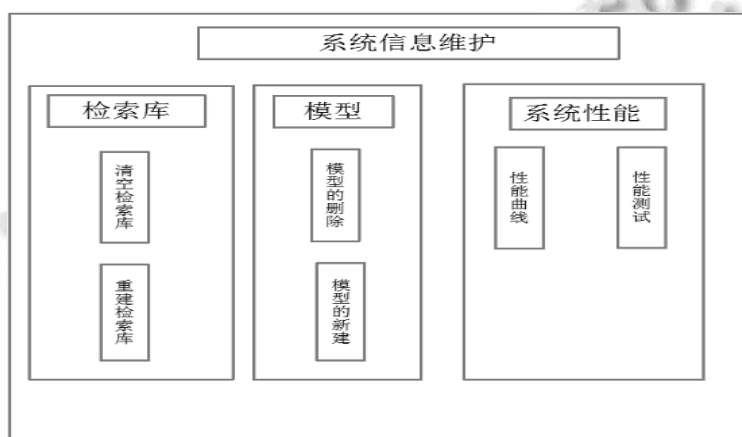 系统信息维护
检索库
清空检索库
重建检索库
模型
模型的删除
模型的新建
系统性能
性能曲线
性能测试